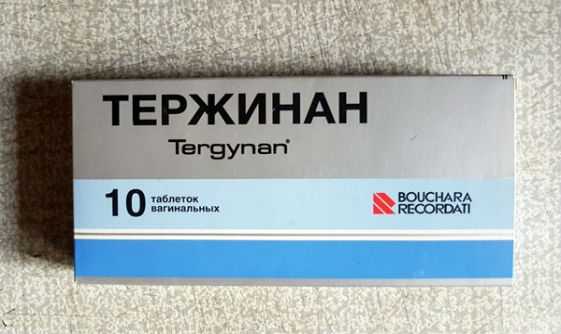 ТЕРЖИНАН
Tergynan®
10 таблеток
вагинальных
BOUCHARA
RECORDATI